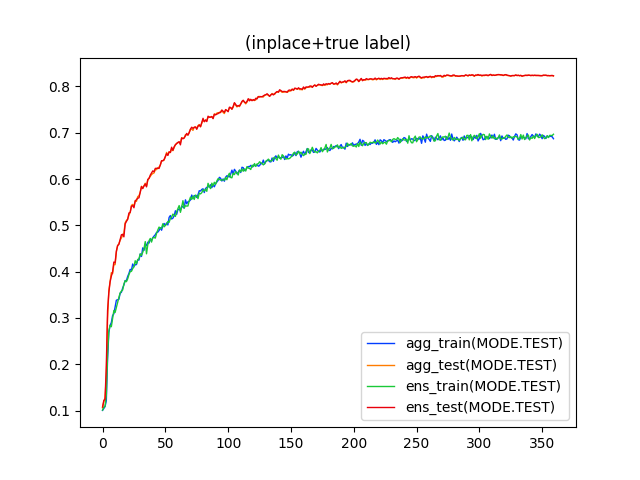 (inplace+true label)
0.8
0.7
0.6
0.5
0.4
0.3
0.2
0.1
agg_train(MODE.TEST)
agg_test(MODE.TEST)
ens_train(MODE.TEST)
ens_test(MODE.TEST)
0 50 100 150 200 250 300 350